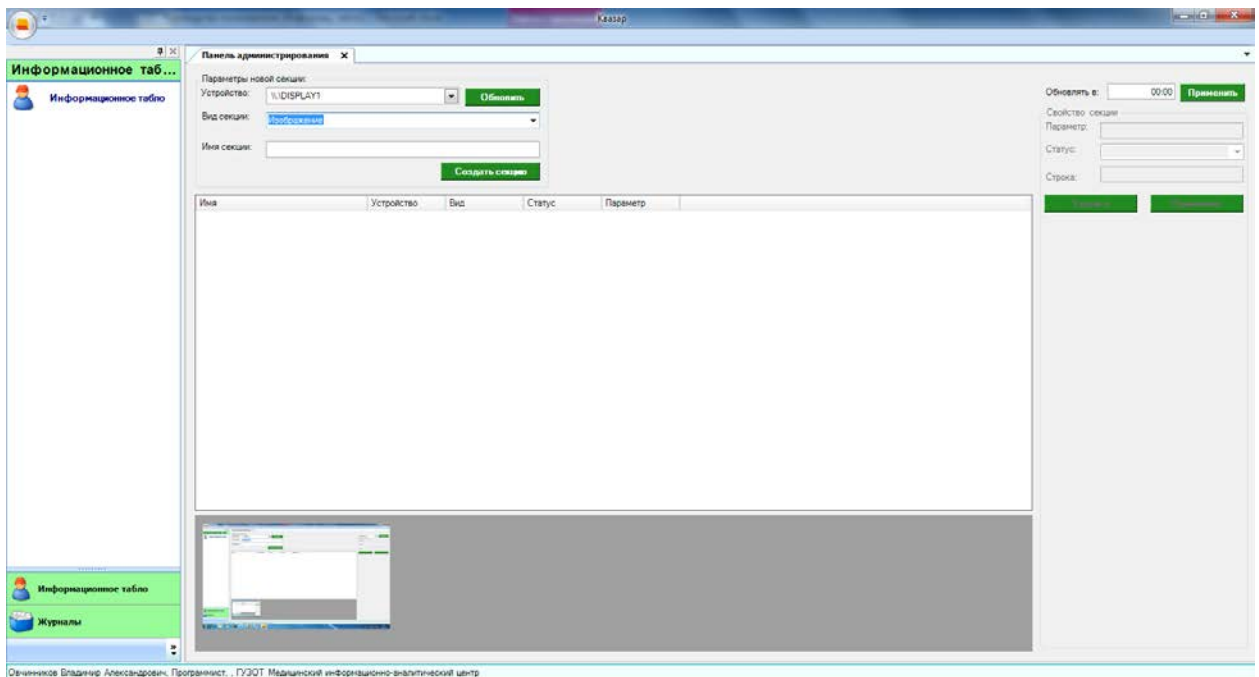 Каазар
Информационное таб...
Информационное табло
Панель администрирования X
Параметры новой секции:
Устройство: \\.\DISPLAY1 Обновить
Вид секции: Изображение
Имя секции:
Создать секцию
Обновлять в: 00:00 Применить
Свойство секции
Параметр:
Статус:
Строка:
Имя Устройство Вид Статус Параметр
Информационное табло
Журналы
Овчинников Владимир Александрович, Программист, , ГУЗОТ Медицинский информационно-аналитический центр